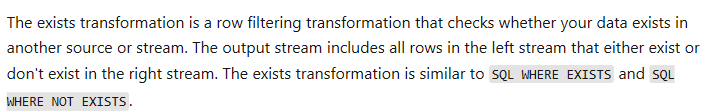 The exists transformation is a row filtering transformation that checks whether your data exists in
another source or stream. The output stream includes all rows in the left stream that either exist or
don't exist in the right stream. The exists transformation is similar to SQL WHERE EXISTS and SQL
WHERE NOT EXISTS.